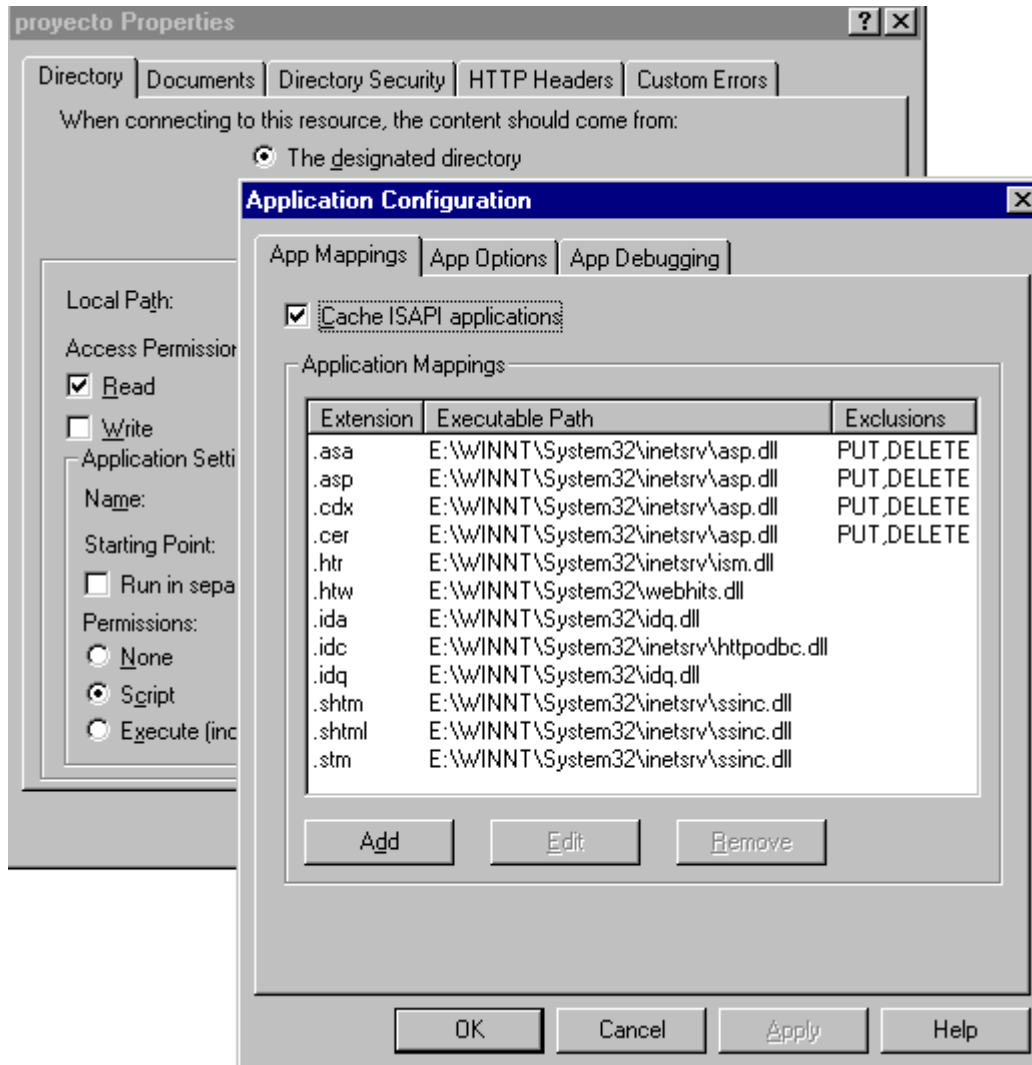 proyecto Properties
Directory Documents Directory Security HTTP Headers Custom Errors
When connecting to this resource, the content should come from:
The designated directory
Local Path:
Access Permission
Read
Write
Application Setti
Name:
Starting Point:
Run in sepa
Permissions:
None
Script
Execute (inc
Application Configuration
App Mappings App Options App Debugging
Cache ISAPI applications
Application Mappings
Extension Executable Path Exclusions
.asa E:\WINNT\System32\inetsrv\asp.dll PUT,DELETE
.asp E:\WINNT\System32\inetsrv\asp.dll PUT,DELETE
.cdx E:\WINNT\System32\inetsrv\asp.dll PUT,DELETE
.cer E:\WINNT\System32\inetsrv\asp.dll PUT,DELETE
.htr E:\WINNT\System32\inetsrv\ism.dll
.htw E:\WINNT\System32\webhits.dll
.ida E:\WINNT\System32\idq.dll
.idc E:\WINNT\System32\inetsrv\httpodbc.dll
.idq E:\WINNT\System32\idq.dll
.shtm E:\WINNT\System32\inetsrv\ssinc.dll
.shtml E:\WINNT\System32\inetsrv\ssinc.dll
.stm E:\WINNT\System32\inetsrv\ssinc.dll
Add Edit Remove
OK Cancel Apply Help